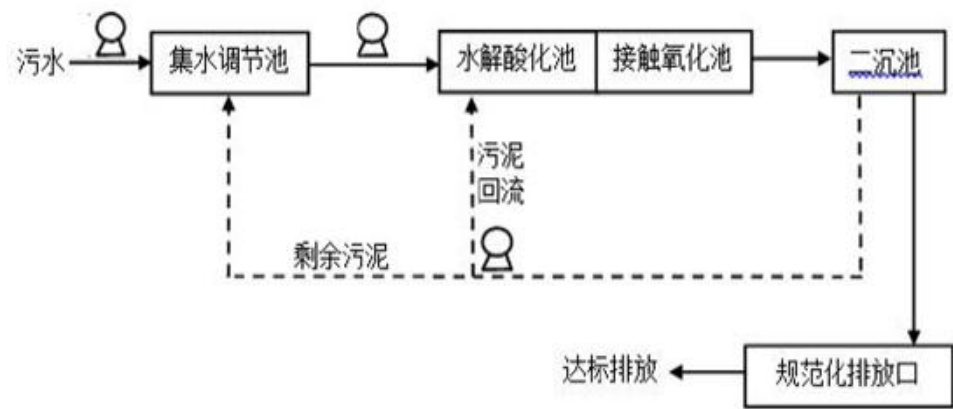 污水
集水调节池
水解酸化池
接触氧化池
二沉池
污泥
回流
剩余污泥
达标排放
规范化排放口